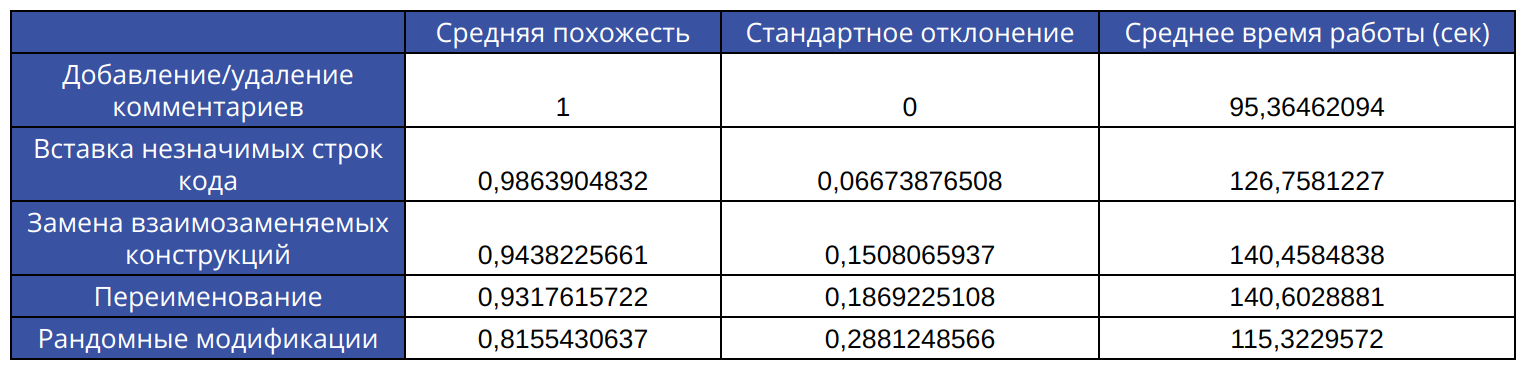 Средняя похожесть Стандартное отклонение Среднее время работы (сек)
Добавление/удаление
комментариев 1 0 95,36462094
Вставка незначимых строк
кода 0,9863904832 0,06673876508 126,7581227
Замена взаимозаменяемых
конструкций 0,9438225661 0,1508065937 140,4584838
Переименование 0,9317615722 0,1869225108 140,6028881
Рандомные модификации 0,8155430637 0,2881248566 115,3229572